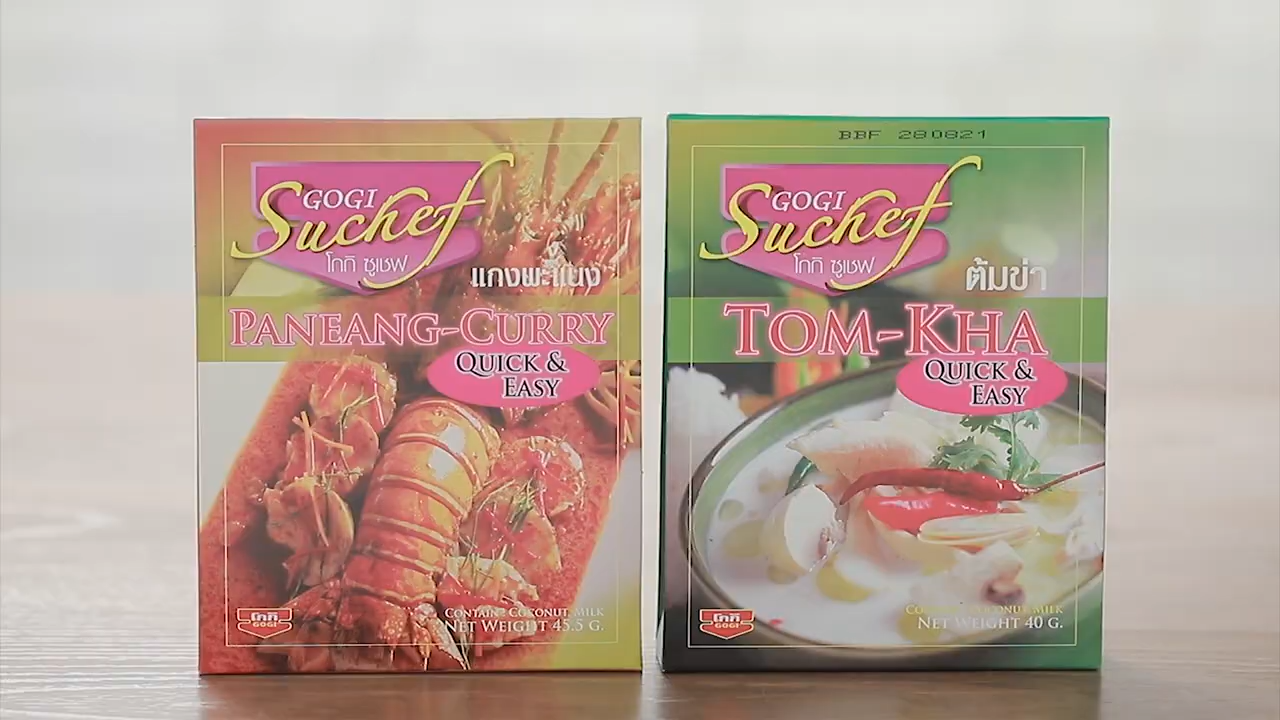 GOGI
Suchef
โกกิ ซูเชฟ
แกงพะแนง
PANEANG-CURRY
QUICK &
EASY
โกกิ
GOGI
CONTAINS COCONUT MILK
NET WEIGHT 45.5 G.
BBF 280821
GOGI
Suchef
โกกิ ซูเชฟ
ต้มข่า
TOM-KHA
QUICK &
EASY
โกกิ
GOGI
CONTAINS COCONUT MILK
NET WEIGHT 40 G.